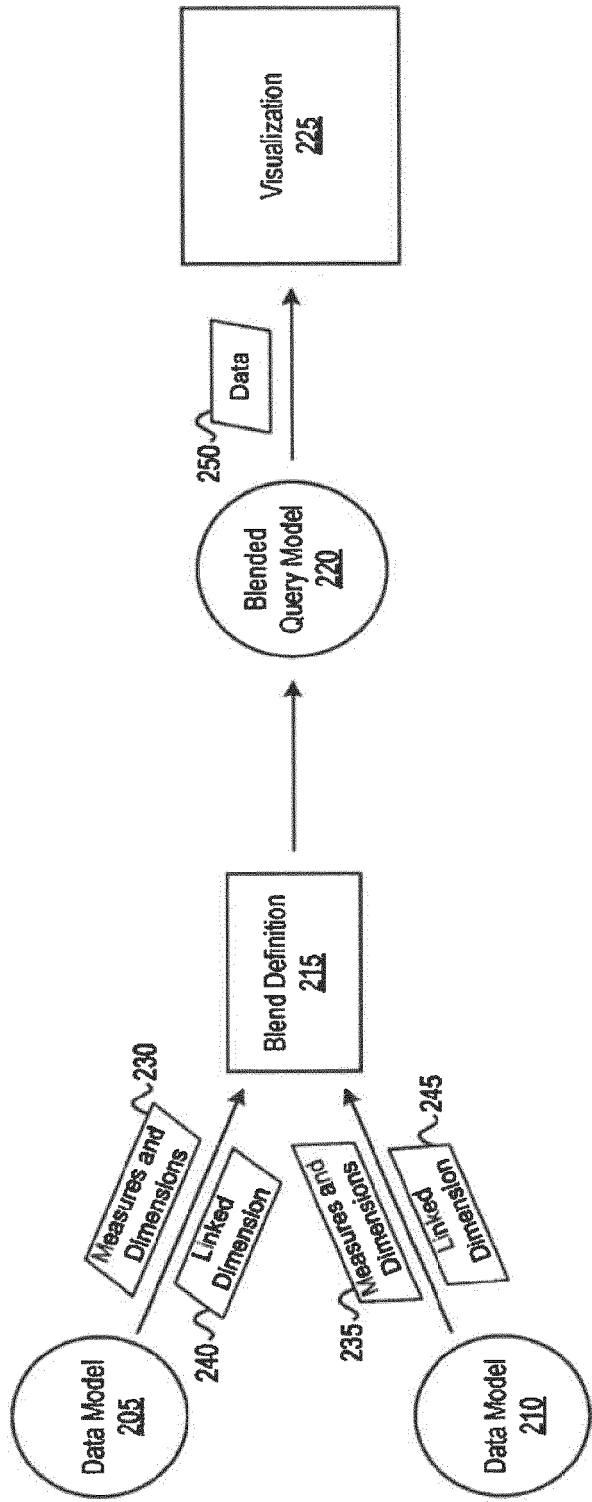 Data Model
205
Measures and
Dimensions
230
Linked
Dimension
240
Data Model
210
Measures and
Dimensions
235
Linked
Dimension
245
Blend Definition
215
Blended
Query Model
220
Data
250
Visualization
225